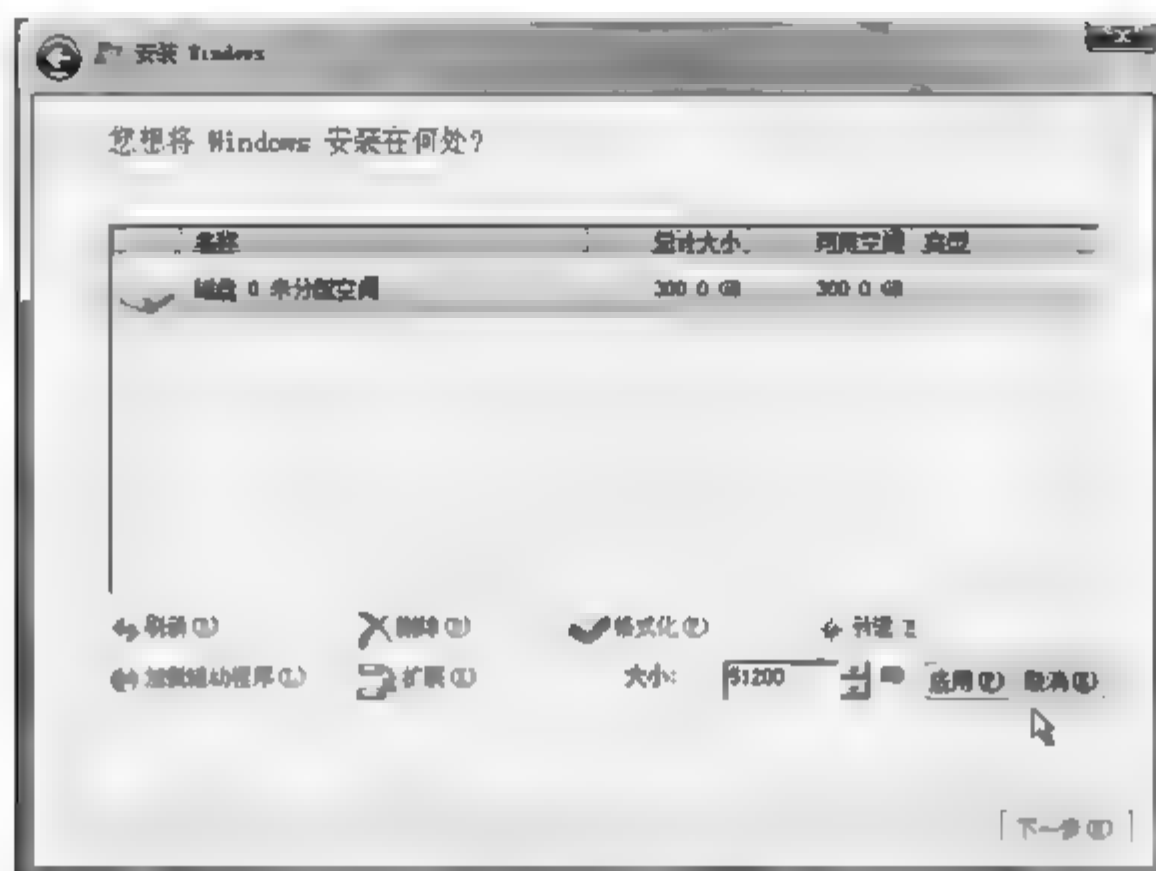 安装 Windows
您想将 Windows 安装在何处?
名称 总计大小 可用空间 类型
磁盘 0 未分配空间 300.0 GB 300.0 GB
刷新(R) 删除(D) 格式化(F) 新建
加载驱动程序(L) 扩展(X) 大小: 51200 MB 应用(P) 取消(E)
下一步(N)